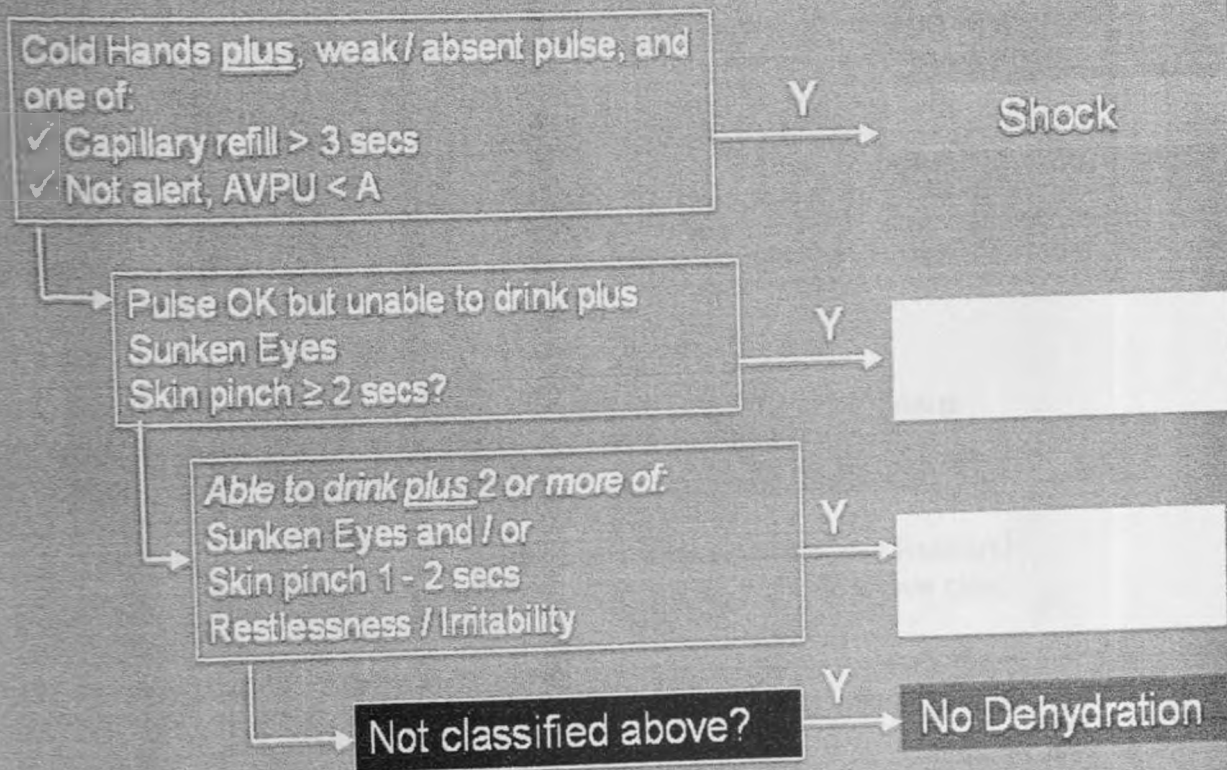 Cold Hands plus, weak / absent pulse, and
one of:
✓ Capillary refill > 3 secs
✓ Not alert, AVPU < A
Y
Shock
Pulse OK but unable to drink plus
Sunken Eyes
Skin pinch ≥ 2 secs?
Y
Able to drink plus 2 or more of:
Sunken Eyes and / or
Skin pinch 1 - 2 secs
Restlessness / Irritability
Y
Not classified above?
Y
No Dehydration